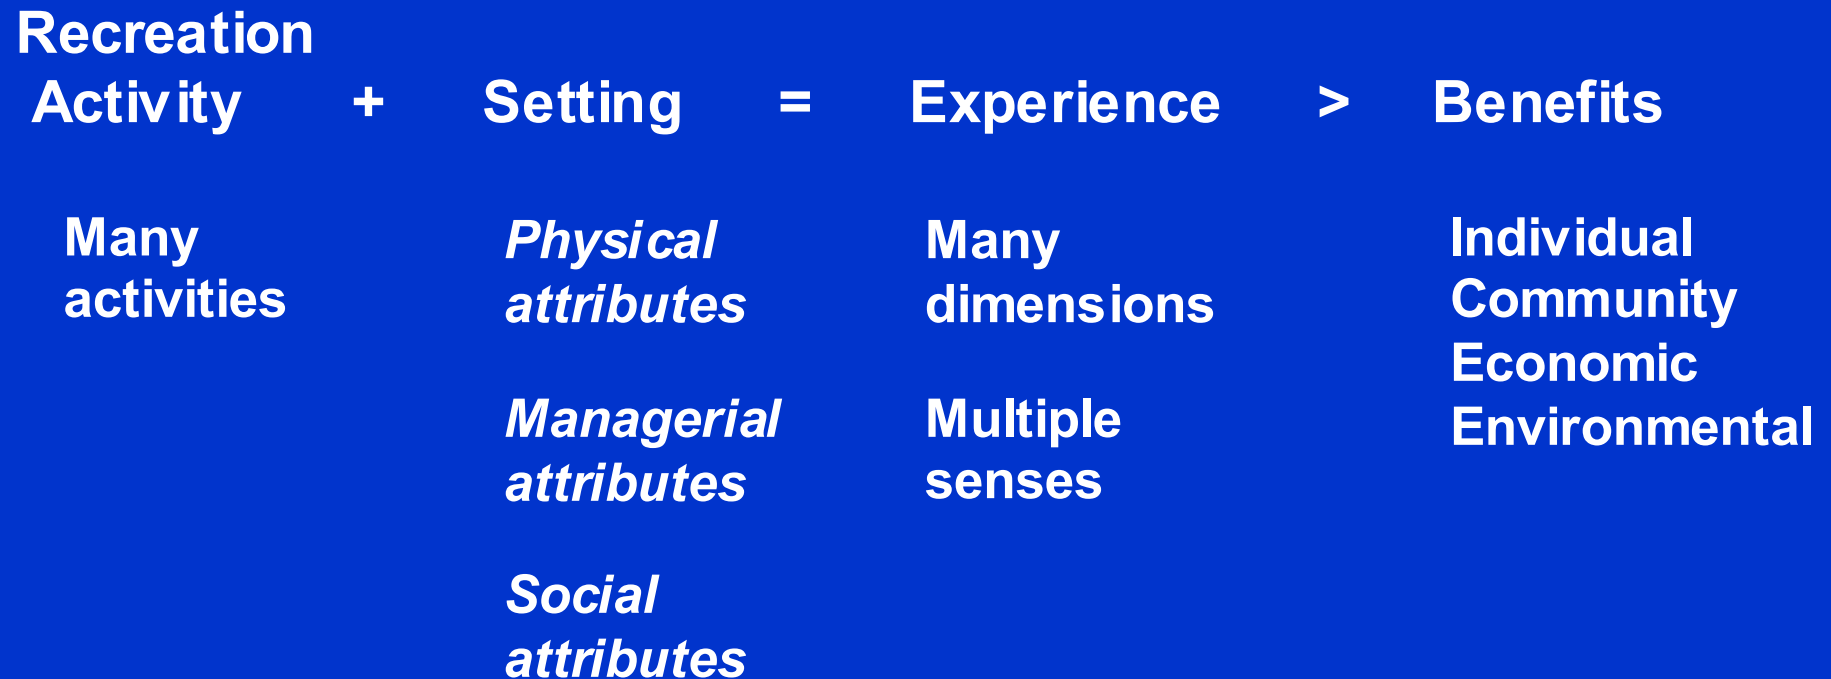 Recreation
Activity + Setting = Experience > Benefits
Many
activities
Physical
attributes
Managerial
attributes
Social
attributes
Many
dimensions
Multiple
senses
Individual
Community
Economic
Environmental